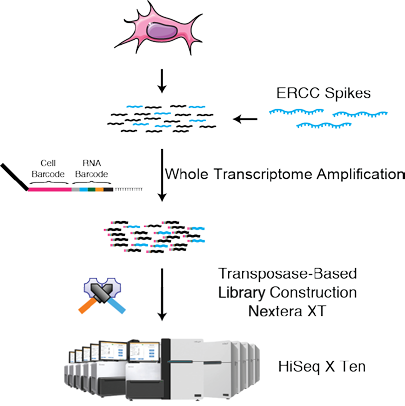 ERCC Spikes
Cell
Barcode
RNA
Barcode
Whole Transcriptome Amplification
Transposase-Based
Library Construction
Nextera XT
HiSeq X Ten